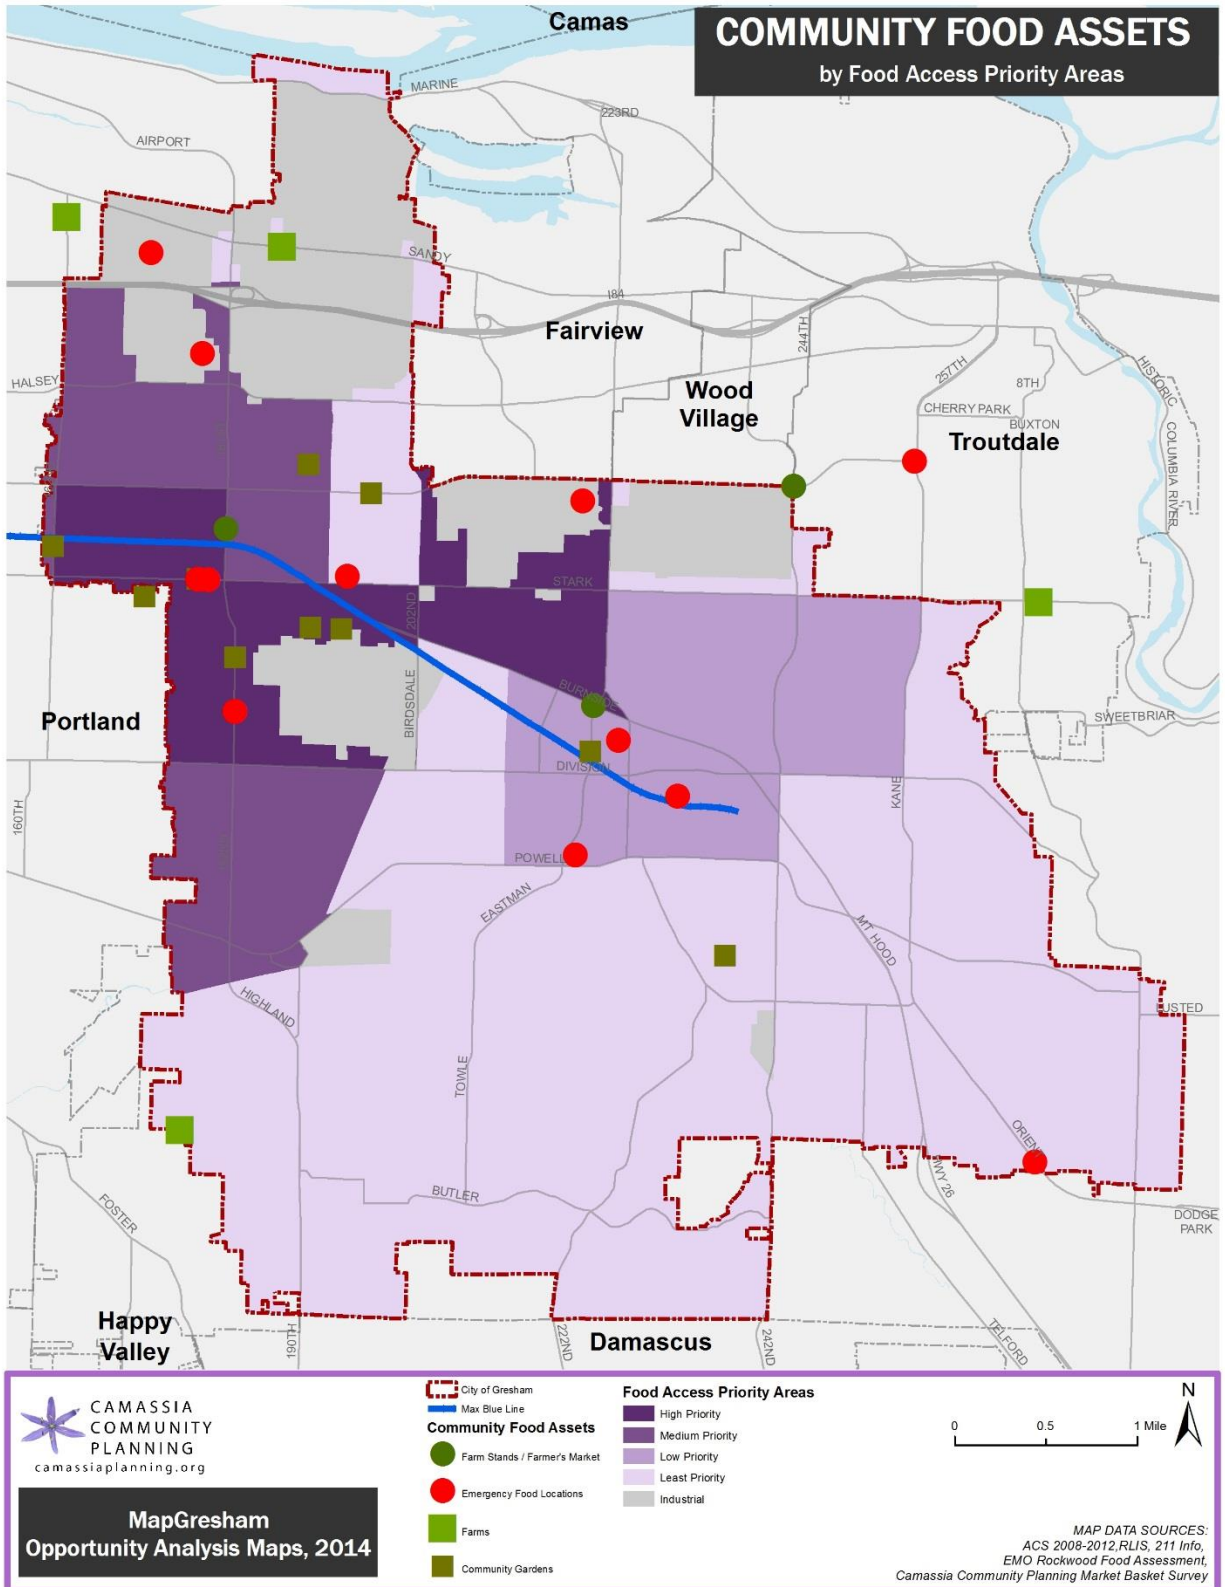 COMMUNITY FOOD ASSETS
by Food Access Priority Areas
Camas
MARINE
223RD
AIRPORT
SANDY
I84
Fairview
244TH
HALSEY
Wood
Village
257TH
8TH
HISTORIC
CHERRY PARK
BUXTON
Troutdale
COLUMBIA RIVER
STARK
202ND
BIRDSDALE
BURNSIDE
Portland
SWEETBRIAR
DIVISION
KANE
160TH
POWELL
EASTMAN
MT HOOD
HIGHLAND
LUSTED
TOWLE
ORIENT
HWY 26
BUTLER
FOSTER
DODGE
PARK
Happy
Valley
190TH
222ND
Damascus
242ND
TELFORD
CAMASSIA
COMMUNITY
PLANNING
camassiaplanning.org
MapGresham
Opportunity Analysis Maps, 2014
City of Gresham
Max Blue Line
Community Food Assets
Farm Stands / Farmer's Market
Emergency Food Locations
Farms
Community Gardens
Food Access Priority Areas
High Priority
Medium Priority
Low Priority
Least Priority
Industrial
0 0.5 1 Mile
N
MAP DATA SOURCES:
ACS 2008-2012,RLIS, 211 Info,
EMO Rockwood Food Assessment,
Camassia Community Planning Market Basket Survey